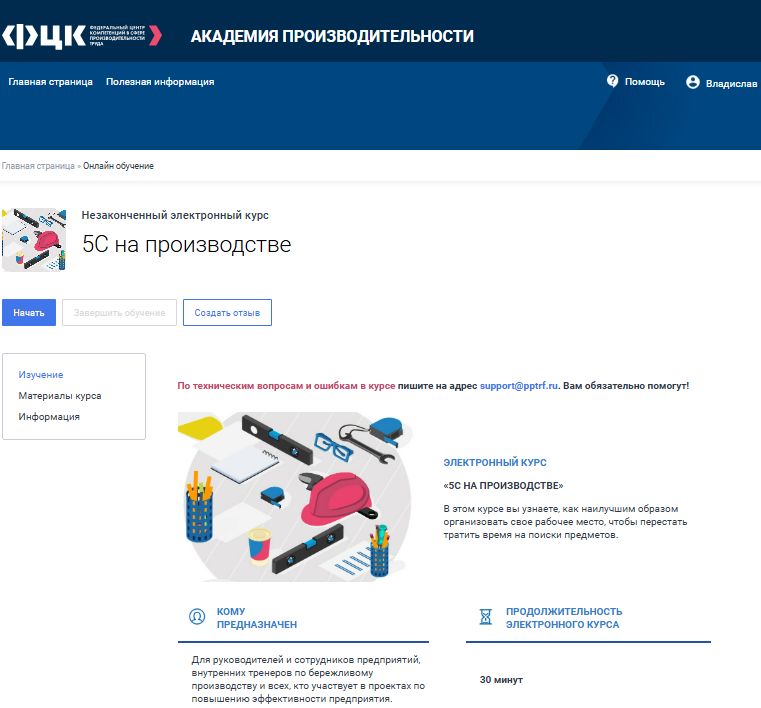 ФЦК
ФЕДЕРАЛЬНЫЙ ЦЕНТР
КОМПЕТЕНЦИЙ В СФЕРЕ
ПРОИЗВОДИТЕЛЬНОСТИ
ТРУДА
АКАДЕМИЯ ПРОИЗВОДИТЕЛЬНОСТИ
Главная страница Полезная информация
Помощь Владислав
Главная страница » Онлайн обучение
Незаконченный электронный курс
5С на производстве
Начать Завершить обучение Создать отзыв
Изучение
Материалы курса
Информация
По техническим вопросам и ошибкам в курсе пишите на адрес support@pptrf.ru. Вам обязательно помогут!
ЭЛЕКТРОННЫЙ КУРС
«5С НА ПРОИЗВОДСТВЕ»
В этом курсе вы узнаете, как наилучшим образом
организовать свое рабочее место, чтобы перестать
тратить время на поиски предметов.
КОМУ
ПРЕДНАЗНАЧЕН
Для руководителей и сотрудников предприятий,
внутренних тренеров по бережливому
производству и всех, кто участвует в проектах по
повышению эффективности предприятия.
ПРОДОЛЖИТЕЛЬНОСТЬ
ЭЛЕКТРОННОГО КУРСА
30 минут